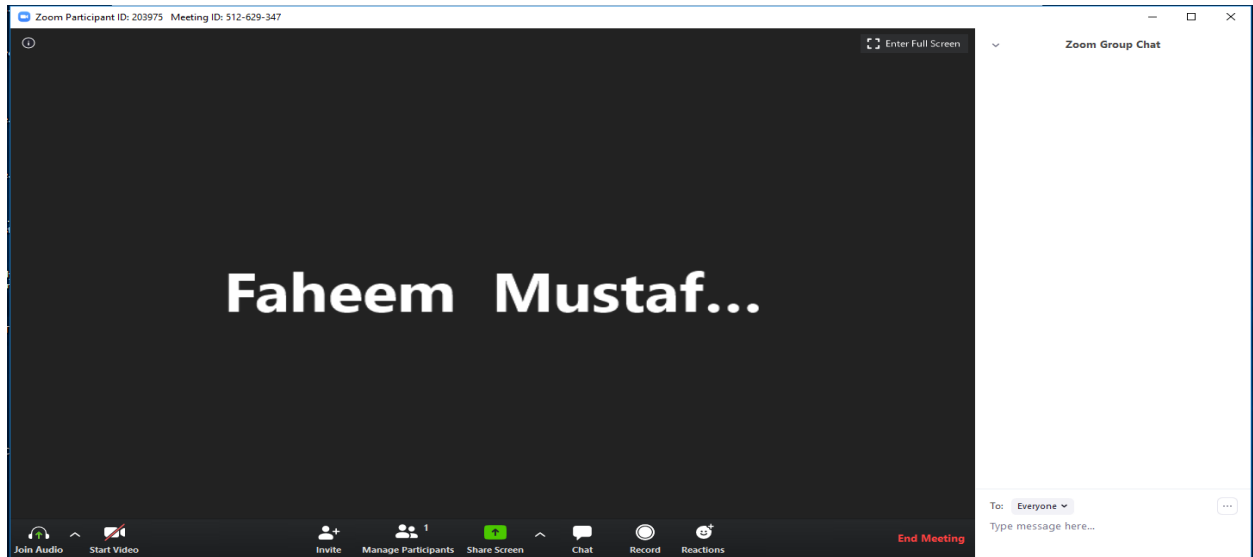 Zoom Participant ID: 203975 Meeting ID: 512-629-347
Enter Full Screen
Zoom Group Chat
Faheem Mustaf...
To: Everyone
Type message here...
Join Audio
Start Video
Invite
Manage Participants
1
Share Screen
Chat
Record
Reactions
End Meeting